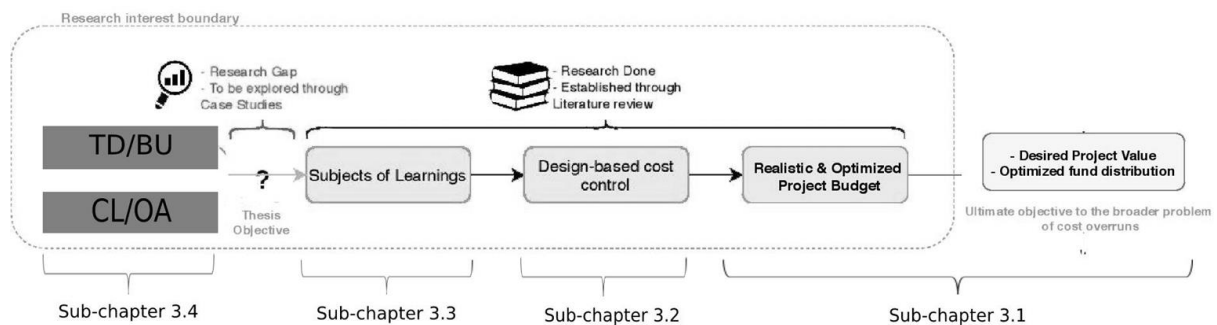 Research interest boundary
- Research Gap
- To be explored through
Case Studies
- Research Done
- Established through
Literature review
TD/BU
CL/OA
?
Thesis
Objective
Subjects of Learnings
Design-based cost
control
Realistic & Optimized
Project Budget
- Desired Project Value
- Optimized fund distribution
Ultimate objective to the broader problem
of cost overruns
Sub-chapter 3.4
Sub-chapter 3.3
Sub-chapter 3.2
Sub-chapter 3.1